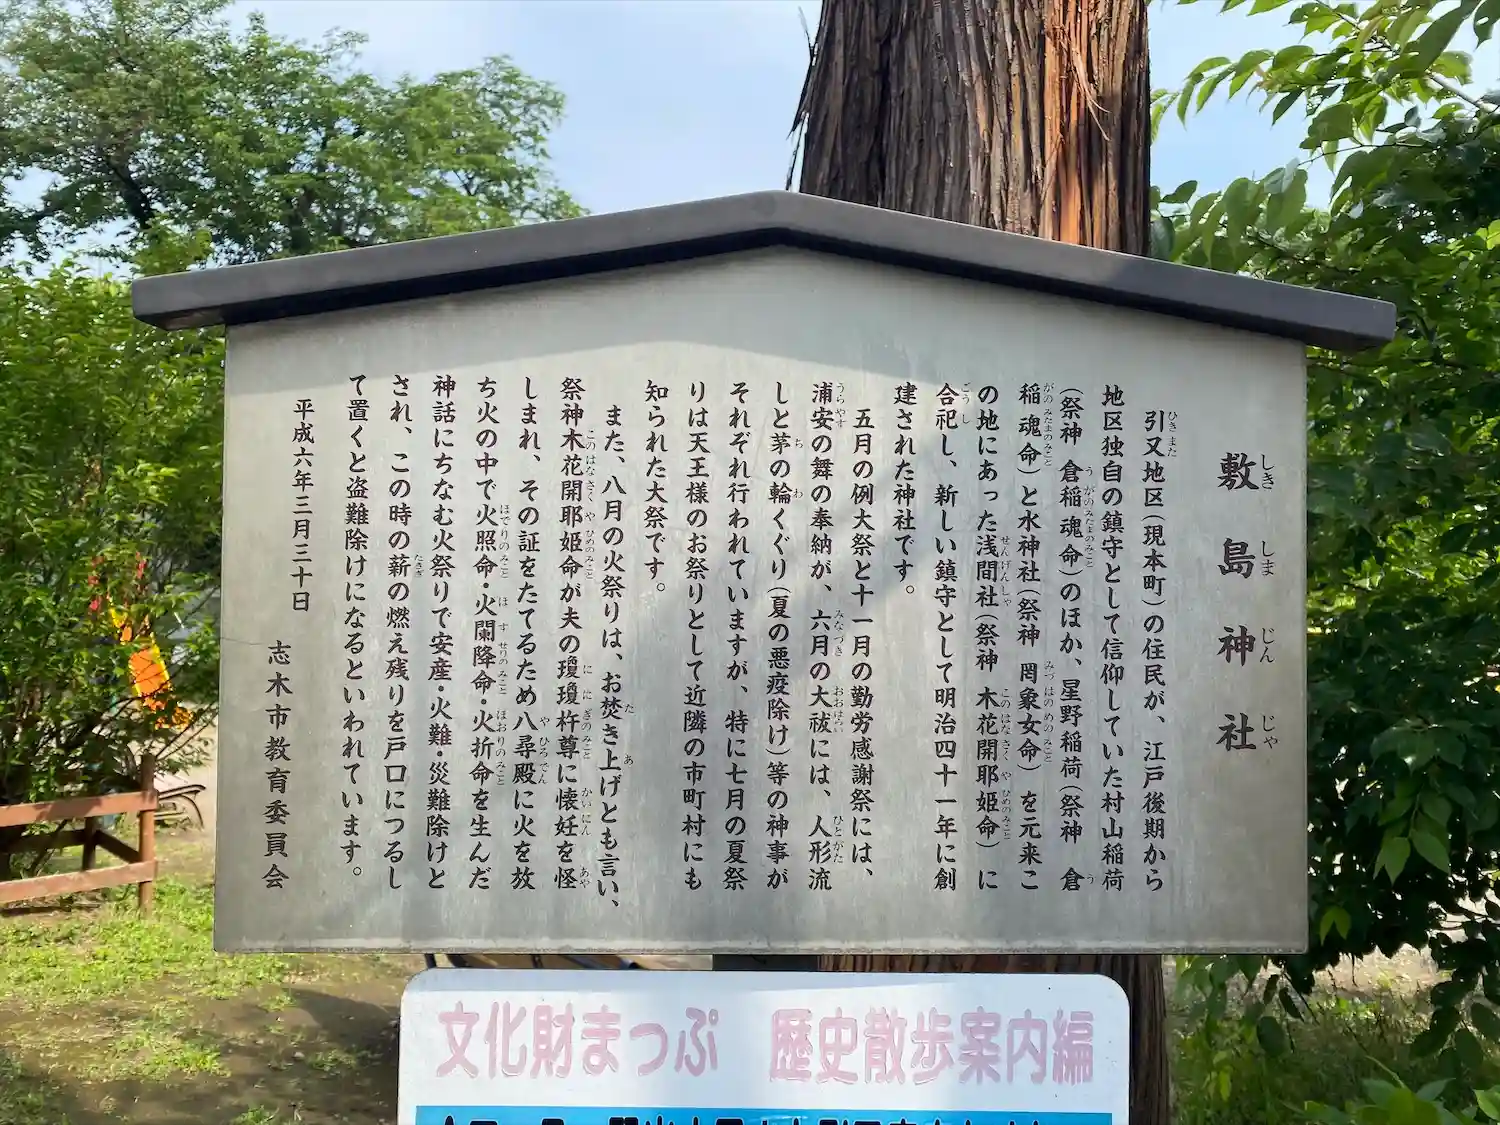 敷島神社
引又地区(現本町)の住民が、江戸後期から
地区独自の鎮守として信仰していた村山稲荷
(祭神 倉稲魂命)のほか、星野稲荷(祭神 倉
稲魂命)と水神社(祭神 罔象女命) を元来こ
の地にあった浅間社(祭神 木花開耶姫命) に
合祀し、新しい鎮守として明治四十一年に創
建された神社です。
五月の例大祭と十一月の勤労感謝祭には、
浦安の舞の奉納が、六月の大祓には、人形流
しと茅の輪くぐり(夏の悪疫除け)等の神事が
それぞれ行われていますが、特に七月の夏祭
りは天王様のお祭りとして近隣の市町村にも
知られた大祭です。
また、八月の火祭りは、お焚き上げとも言い、
祭神木花開耶姫命が夫の瓊瓊杵尊に懐妊を怪
しまれ、その証をたてるため八尋殿に火を放
ち火の中で火照命・火闌降命・火折命を生んだ
神話にちなむ火祭りで安産・火難・災難除けと
され、この時の薪の燃え残りを戸口につるし
て置くと盗難除けになるといわれています。
平成六年三月三十日
志木市教育委員会
文化財まっぷ 歴史散歩案内編